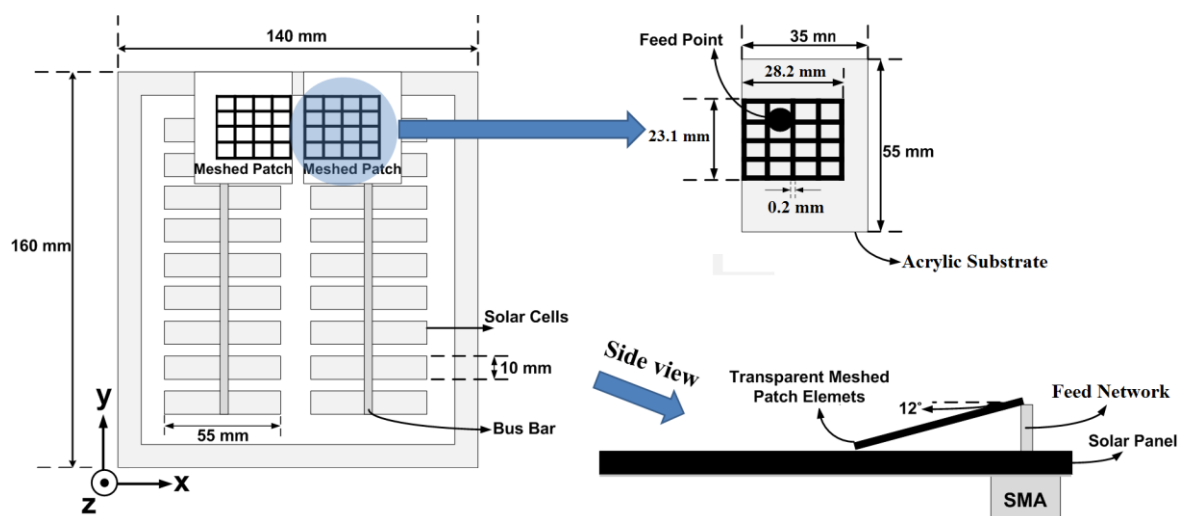 140 mm
160 mm
Meshed Patch
Meshed Patch
Solar Cells
10 mm
55 mm
Bus Bar
y
x
z
Feed Point
35 mn
28.2 mm
23.1 mm
55 mm
0.2 mm
Acrylic Substrate
Side view
Transparent Meshed
Patch Elemets
12°
Feed Network
Solar Panel
SMA